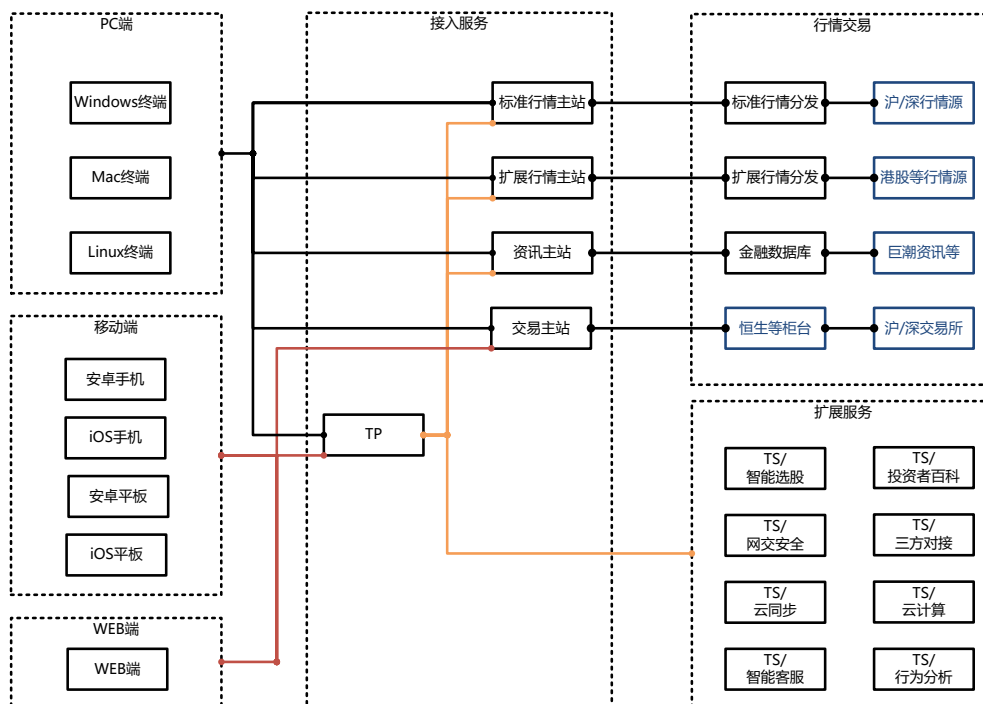 PC端
Windows终端
Mac终端
Linux终端
移动端
安卓手机
iOS手机
安卓平板
iOS平板
WEB端
WEB端
接入服务
标准行情主站
扩展行情主站
资讯主站
交易主站
TP
行情交易
标准行情分发
沪/深行情源
扩展行情分发
港股等行情源
金融数据库
巨潮资讯等
恒生等柜台
沪/深交易所
扩展服务
TS/
智能选股
TS/
投资者百科
TS/
网交安全
TS/
三方对接
TS/
云同步
TS/
云计算
TS/
智能客服
TS/
行为分析